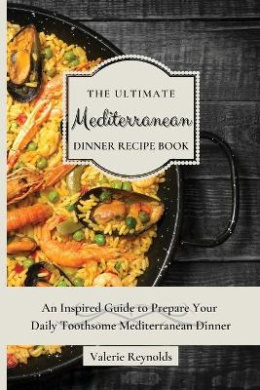 THE ULTIMATE
Mediterranean
DINNER RECIPE BOOK
An Inspired Guide to Prepare Your
Daily Toothsome Mediterranean Dinner
Valerie Reynolds